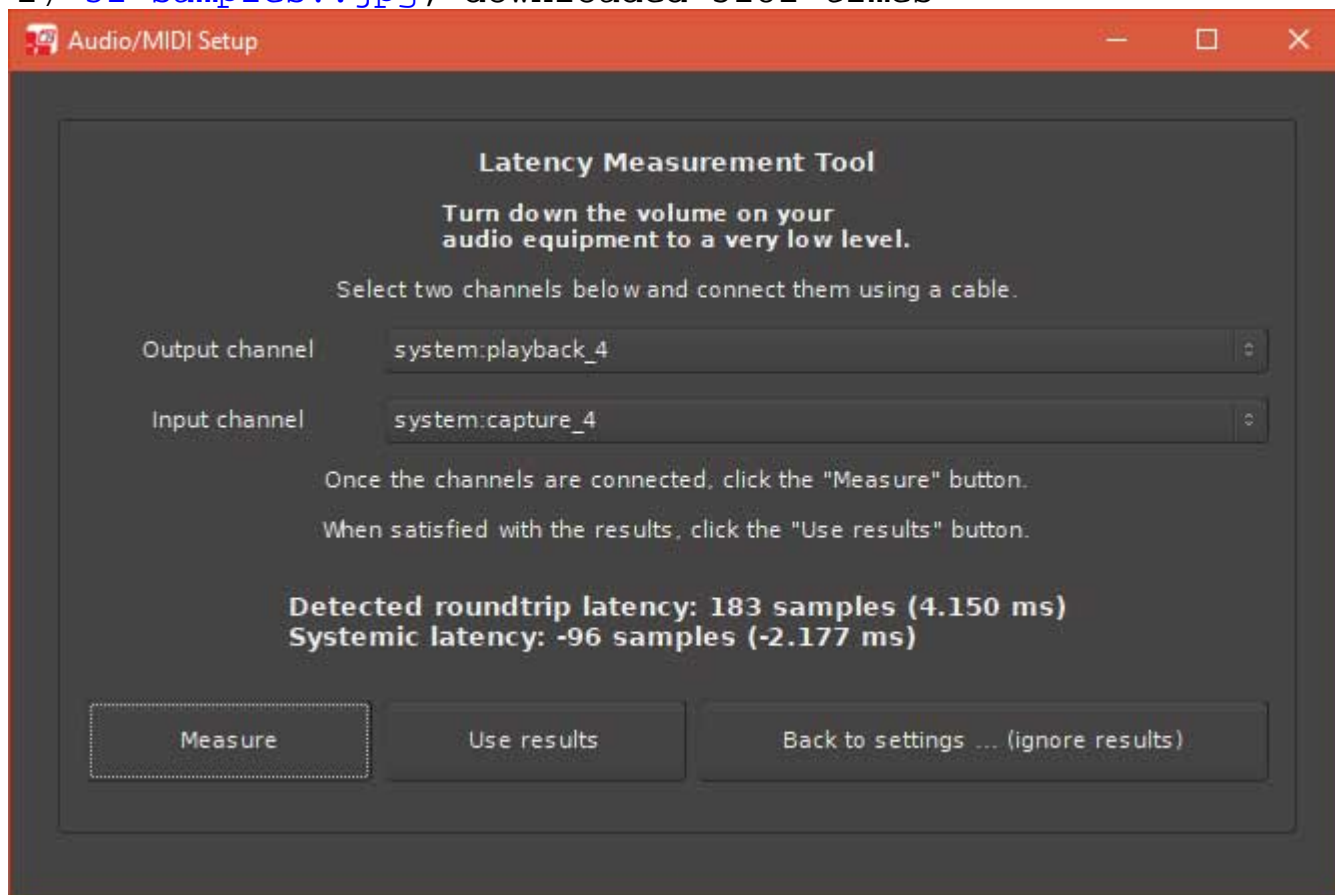 Audio/MIDI Setup
Latency Measurement Tool
Turn down the volume on your
audio equipment to a very low level.
Select two channels below and connect them using a cable.
Output channel system:playback_4
Input channel system:capture_4
Once the channels are connected, click the "Measure" button.
When satisfied with the results, click the "Use results" button.
Detected roundtrip latency: 183 samples (4.150 ms)
Systemic latency: -96 samples (-2.177 ms)
Measure Use results Back to settings ... (ignore results)